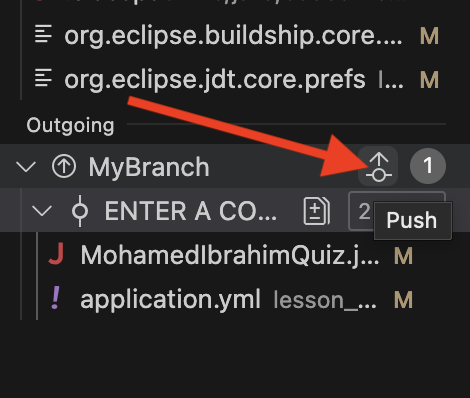 org.eclipse.buildship.core.... M
org.eclipse.jdt.core.prefs l... M
Outgoing
MyBranch 1
ENTER A CO... 2
Push
J MohamedIbrahimQuiz.j... M
! application.yml lesson_... M